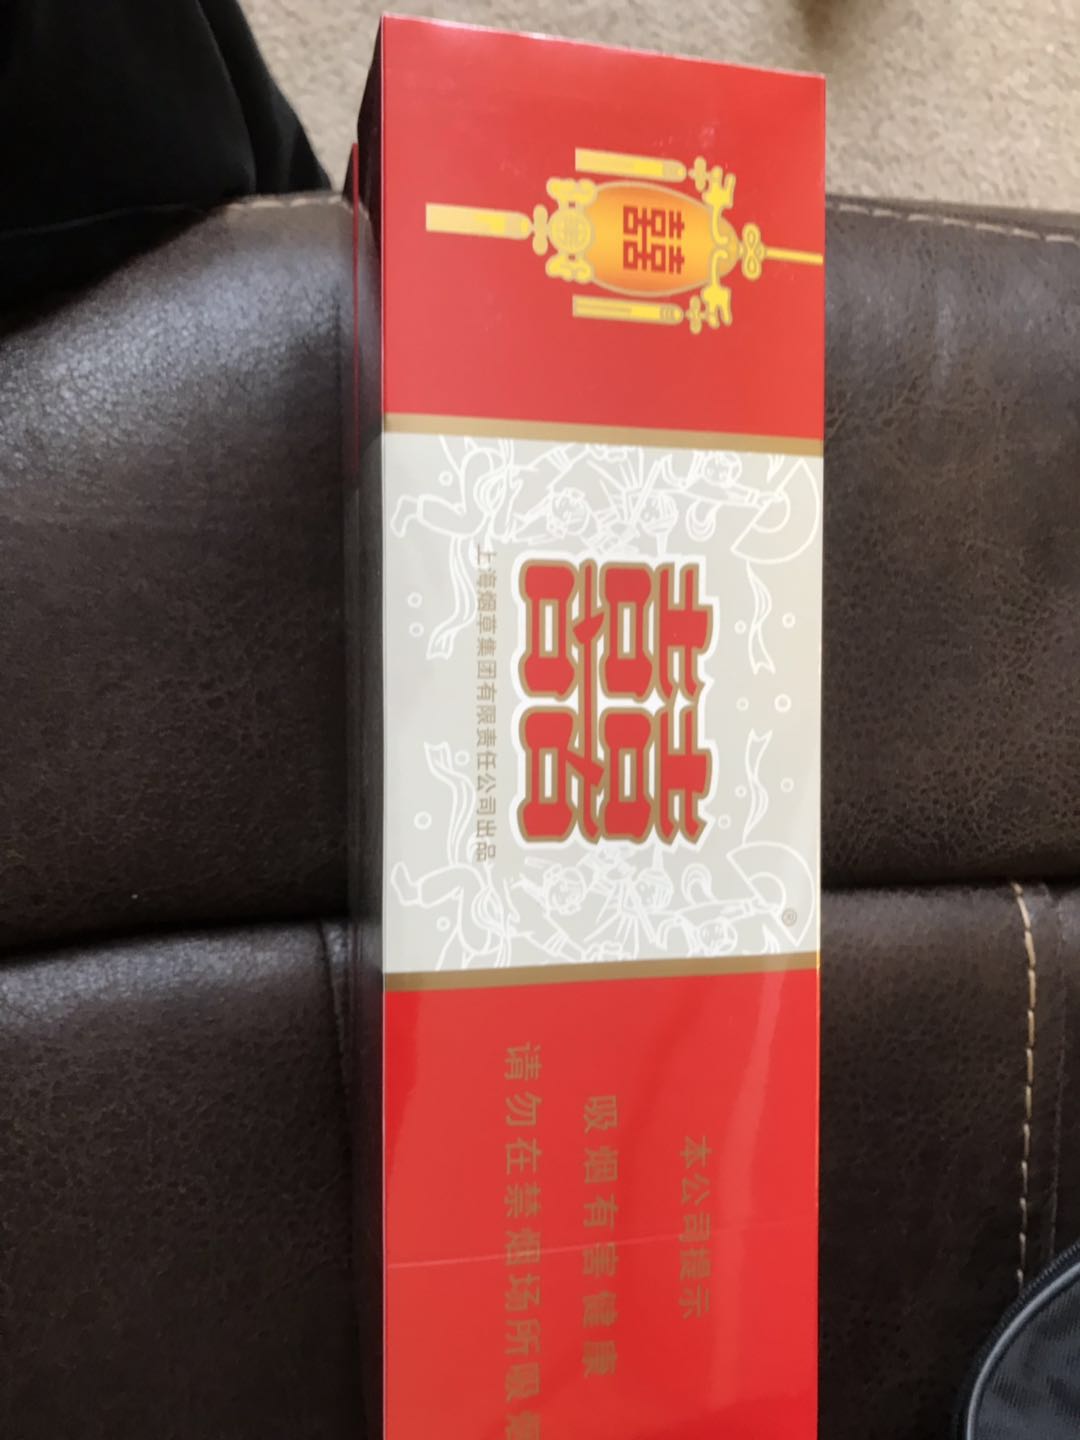 囍
囍
上海烟草集团有限责任公司出品
®
本公司提示
吸烟有害健康
请勿在禁烟场所吸烟